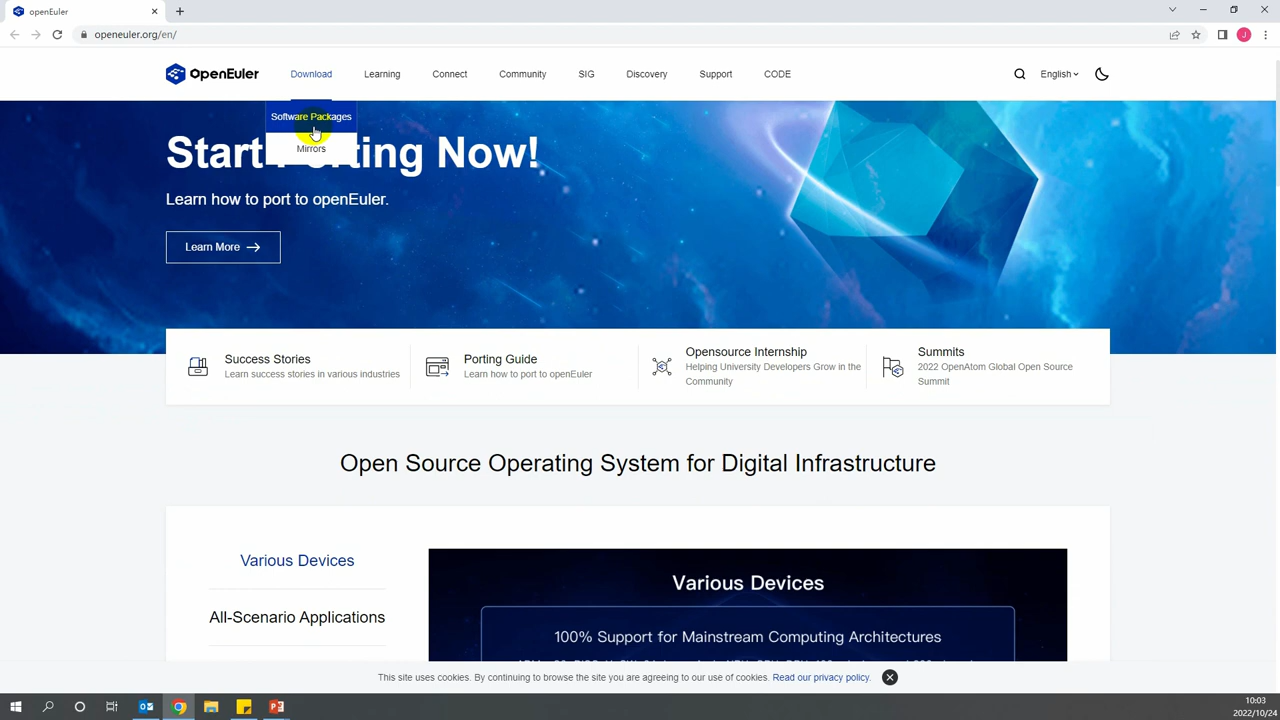 openEuler
openeuler.org/en/
J
OpenEuler
Download
Learning
Connect
Community
SIG
Discovery
Support
CODE
English
Software Packages
Mirrors
Start Porting Now!
Learn how to port to openEuler.
Learn More
Success Stories
Learn success stories in various industries
Porting Guide
Learn how to port to openEuler
Opensource Internship
Helping University Developers Grow in the
Community
Summits
2022 OpenAtom Global Open Source
Summit
Open Source Operating System for Digital Infrastructure
Various Devices
All-Scenario Applications
Various Devices
100% Support for Mainstream Computing Architectures
This site uses cookies. By continuing to browse the site you are agreeing to our use of cookies. Read our privacy policy.
10:03
2022/10/24